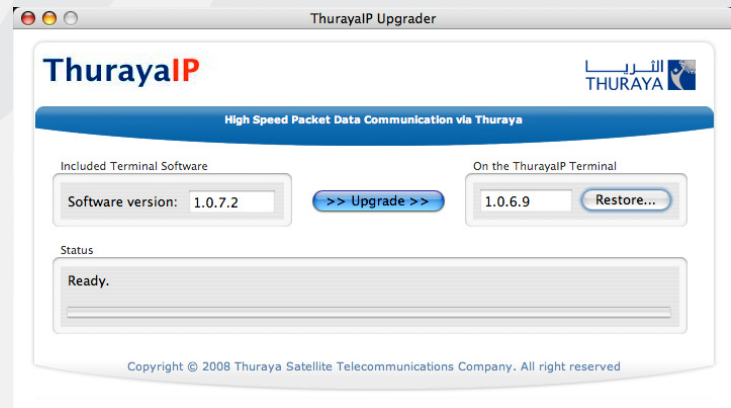 ThurayaIP Upgrader
ThurayaIP
الثريا
THURAYA
High Speed Packet Data Communication via Thuraya
Included Terminal Software
On the ThurayaIP Terminal
Software version: 1.0.7.2
>> Upgrade >>
1.0.6.9
Restore...
Status
Ready.
Copyright © 2008 Thuraya Satellite Telecommunications Company. All right reserved